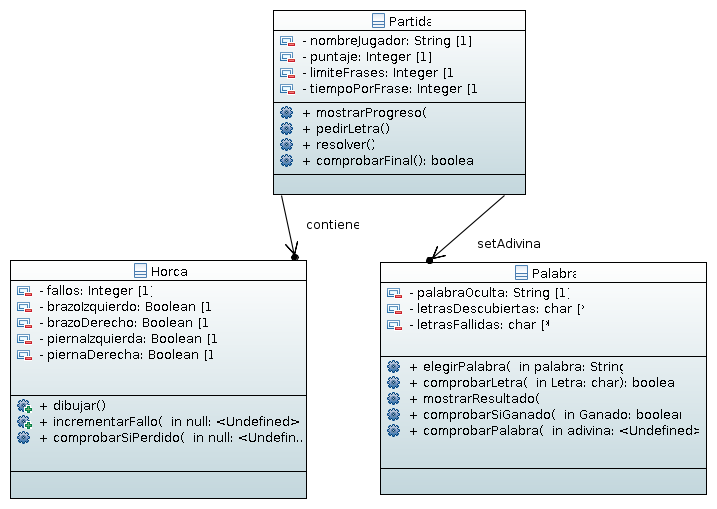 Partida
- nombreJugador: String [1]
- puntaje: Integer [1]
- limiteFrases: Integer [1
- tiempoPorFrase: Integer [1
+ mostrarProgreso(
+ pedirLetra()
+ resolver()
+ comprobarFinal(): boolea
contiene
setAdivina
Horca
- fallos: Integer [1]
- brazoIzquierdo: Boolean [1
- brazoDerecho: Boolean [1
- piernaIzquierda: Boolean [1
- piernaDerecha: Boolean [1
+ dibujar()
+ incrementarFallo( in null: <Undefined>
+ comprobarSiPerdido( in null: <Undefin...
Palabra
- palabraOculta: String [1]
- letrasDescubiertas: char [*
- letrasFallidas: char [*
+ elegirPalabra( in palabra: String
+ comprobarLetra( in Letra: char): boolea
+ mostrarResultado(
+ comprobarSiGanado( in Ganado: boolean
+ comprobarPalabra( in adivina: <Undefined>